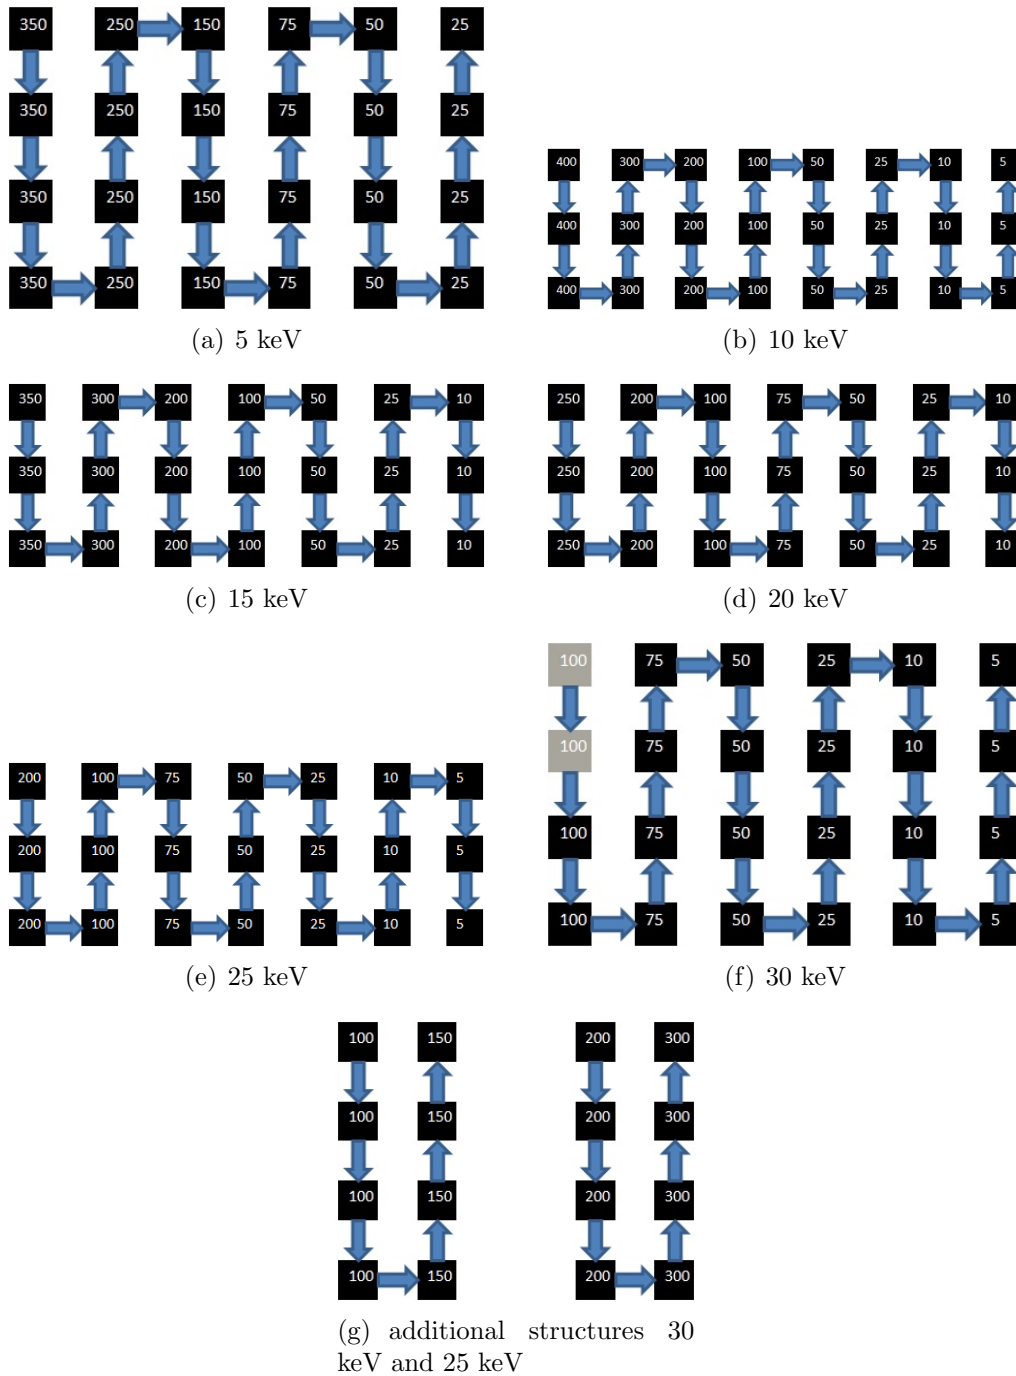 350 250 150 75 50 25
350 250 150 75 50 25
350 250 150 75 50 25
350 250 150 75 50 25
(a) 5 keV
400 300 200 100 50 25 10 5
400 300 200 100 50 25 10 5
400 300 200 100 50 25 10 5
(b) 10 keV
350 300 200 100 50 25 10
350 300 200 100 50 25 10
350 300 200 100 50 25 10
(c) 15 keV
250 200 100 75 50 25 10
250 200 100 75 50 25 10
250 200 100 75 50 25 10
(d) 20 keV
200 100 75 50 25 10 5
200 100 75 50 25 10 5
200 100 75 50 25 10 5
(e) 25 keV
100 75 50 25 10 5
100 75 50 25 10 5
100 75 50 25 10 5
100 75 50 25 10 5
(f) 30 keV
100 150 200 300
100 150 200 300
100 150 200 300
100 150 200 300
(g) additional structures 30
keV and 25 keV